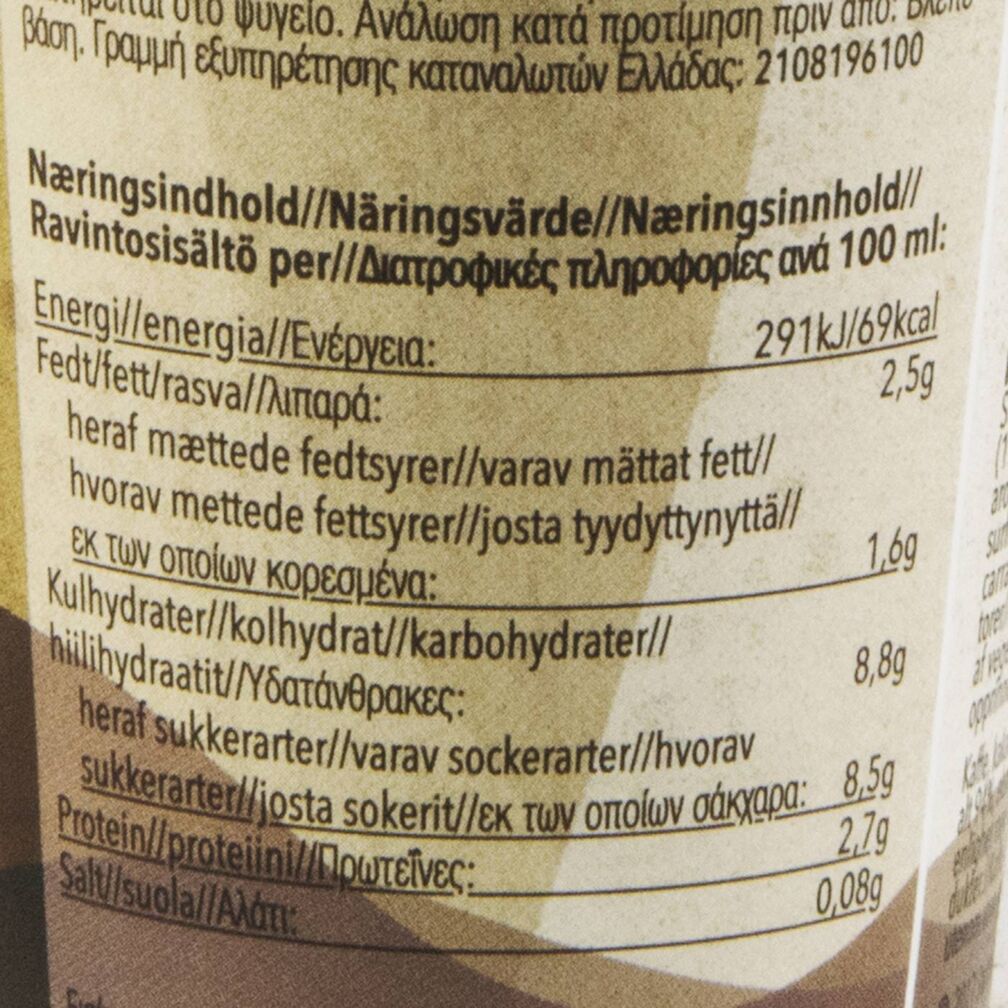 στο ψυγείο. Ανάλωση κατά προτίμηση πριν από:
βάση. Γραμμή εξυπηρέτησης καταναλωτών Ελλάδας: 2108196100
Næringsindhold//Näringsvärde//Næringsinnhold//
Ravintosisältö per//Διατροφικές πληροφορίες ανά 100 ml:
Energi//energia//Ενέργεια: 291kJ/69kcal
Fedt/fett/rasva//λιπαρά: 2,5g
heraf mættede fedtsyrer//varav mättat fett//
hvorav mettede fettsyrer//josta tyydyttynyttä//
εκ των οποίων κορεσμένα: 1,6g
Kulhydrater//kolhydrat//karbohydrater//
hiilihydraatit//Υδατάνθρακες: 8,8g
heraf sukkerarter//varav sockerarter//hvorav
sukkerarter//josta sokerit//εκ των οποίων σάκχαρα: 8,5g
Protein//proteiini//Πρωτεΐνες: 2,7g
Salt//suola//Αλάτι: 0,08g